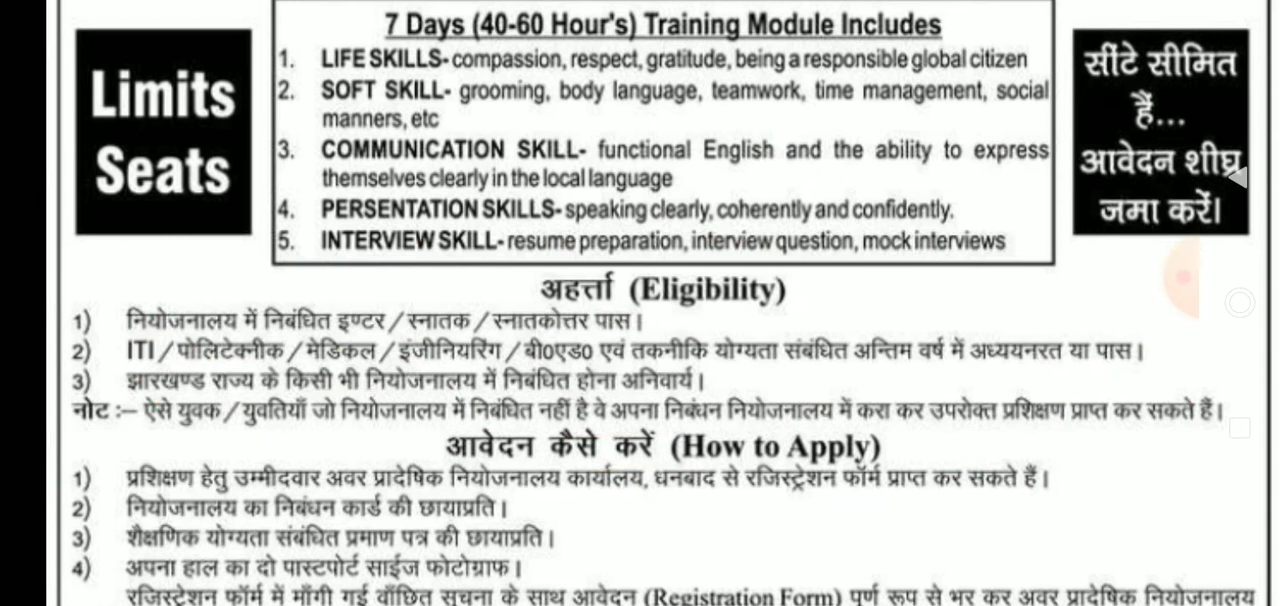 Limits
Seats
7 Days (40-60 Hour's) Training Module Includes
1. LIFE SKILLS- compassion, respect, gratitude, being a responsible global citizen
2. SOFT SKILL- grooming, body language, teamwork, time management, social
manners, etc
3. COMMUNICATION SKILL- functional English and the ability to express
themselves clearly in the local language
4. PERSENTATION SKILLS- speaking clearly, coherently and confidently.
5. INTERVIEW SKILL- resume preparation, interview question, mock interviews
सींटे सीमित
हैं...
आवेदन शीघ्र
जमा करें।
अहर्त्ता (Eligibility)
1) नियोजनालय में निबंधित इण्टर/स्नातक/स्नातकोत्तर पास।
2) ITI/पोलिटेक्नीक/मेडिकल/इंजीनियरिंग/बी०एड० एवं तकनीकि योग्यता संबंधित अन्तिम वर्ष में अध्ययनरत या पास।
3) झारखण्ड राज्य के किसी भी नियोजनालय में निबंधित होना अनिवार्य।
नोट :– ऐसे युवक/युवतियाँ जो नियोजनालय में निबंधित नहीं है वे अपना निबंधन नियोजनालय में करा कर उपरोक्त प्रशिक्षण प्राप्त कर सकते हैं।
आवेदन कैसे करें (How to Apply)
1) प्रशिक्षण हेतु उम्मीदवार अवर प्रादेषिक नियोजनालय कार्यालय, धनबाद से रजिस्ट्रेशन फॉर्म प्राप्त कर सकते हैं।
2) नियोजनालय का निबंधन कार्ड की छायाप्रति।
3) शैक्षणिक योग्यता संबंधित प्रमाण पत्र की छायाप्रति।
4) अपना हाल का दो पास्टपोर्ट साईज फोटोग्राफ।
रजिस्ट्रेशन फॉर्म में माँगी गई वाँछित सूचना के साथ आवेदन (Registration Form) पूर्ण रूप से भर कर अवर प्रादेषिक नियोजनालय